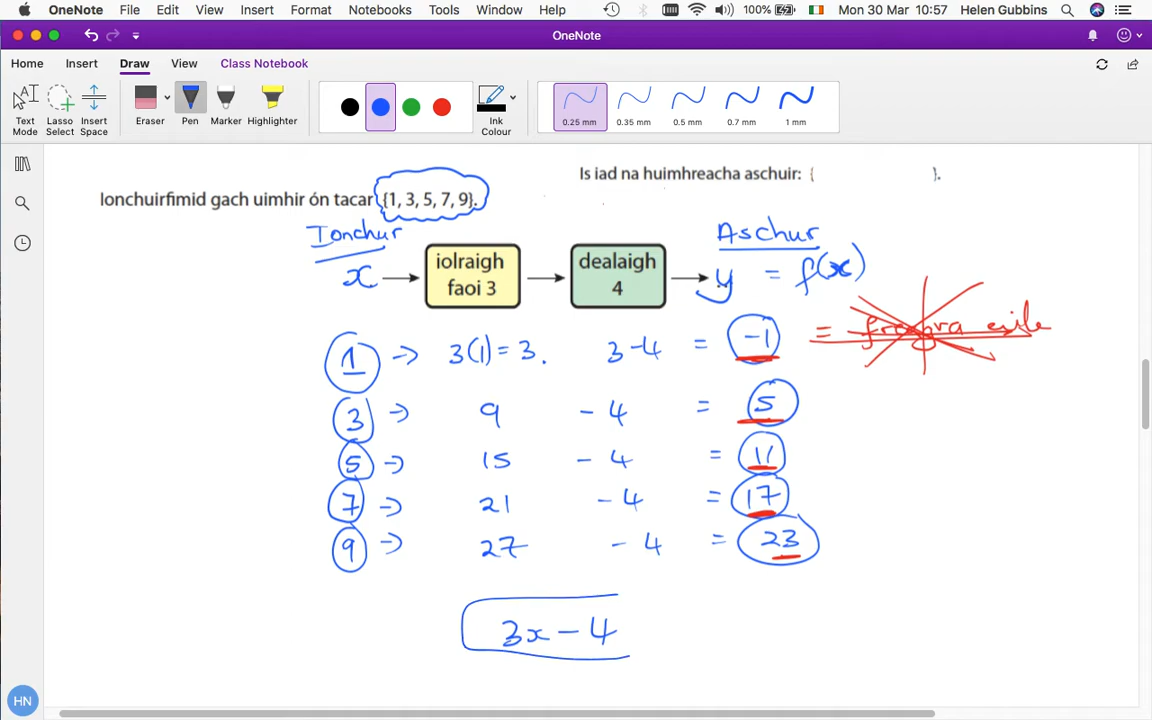 OneNote File Edit View Insert Format Notebooks Tools Window Help 100% Mon 30 Mar 10:57 Helen Gubbins
OneNote
Home Insert Draw View Class Notebook
Text Mode Lasso Select Insert Space Eraser Pen Marker Highlighter Ink Colour 0.25 mm 0.35 mm 0.5 mm 0.7 mm 1 mm
Is iad na huimhreacha aschuir: { }.
Ionchuirfimid gach uimhir ón tacar {1, 3, 5, 7, 9}.
Ionchur Aschur
x → iolraigh faoi 3 → dealaigh 4 → y = f(x)
1 → 3(1) = 3. 3-4 = -1
3 → 9 - 4 = 5
5 → 15 - 4 = 11
7 → 21 - 4 = 17
9 → 27 - 4 = 23
3x - 4
HN